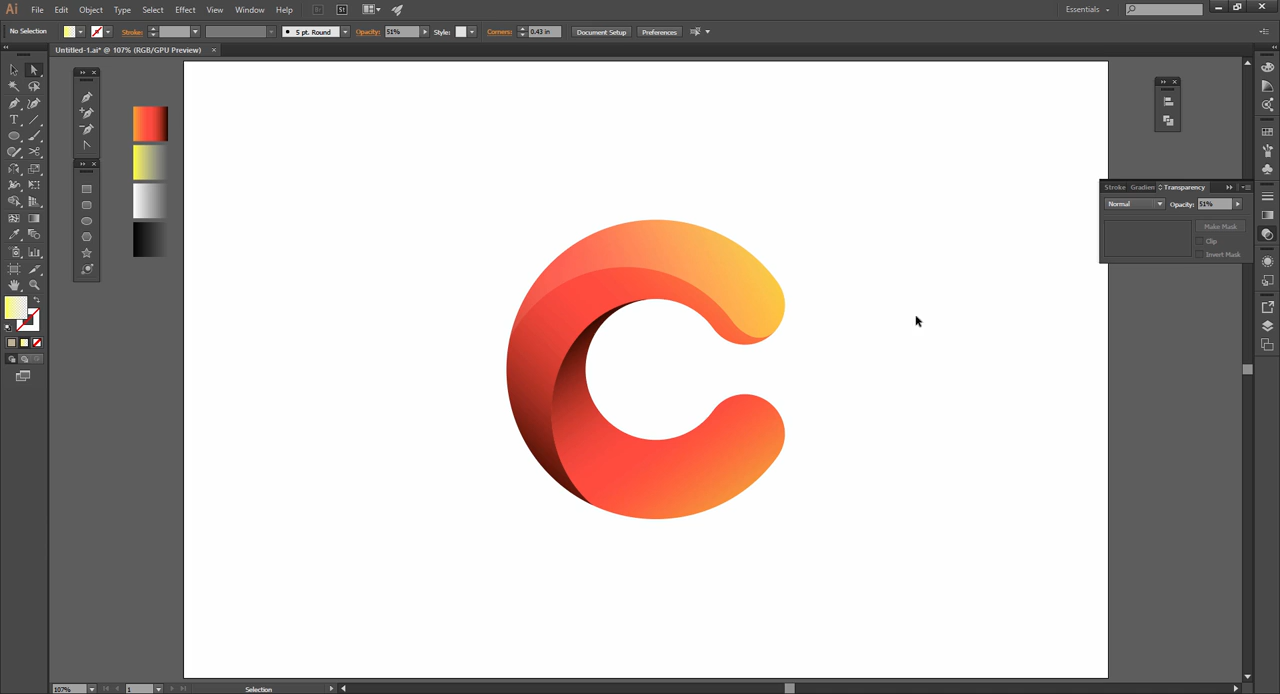 Ai File Edit Object Type Select Effect View Window Help Br St Essentials
No Selection Stroke: 5 pt. Round Opacity: 51% Style: Corners: 0.43 in Document Setup Preferences
Untitled-1.ai* @ 107% (RGB/GPU Preview)
Stroke Gradien Transparency
Normal Opacity: 51%
Make Mask
Clip
Invert Mask
T
107% 1 Selection